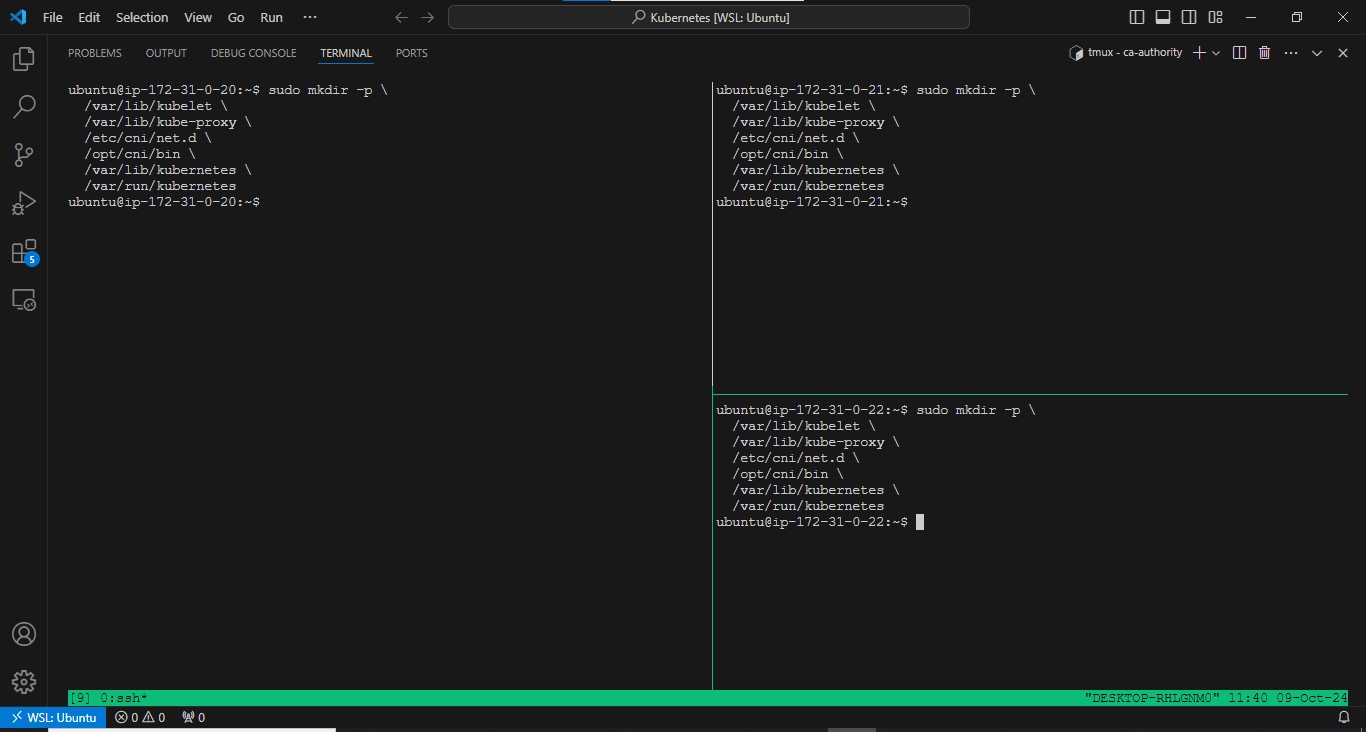 File Edit Selection View Go Run ···
Kubernetes [WSL: Ubuntu]
PROBLEMS OUTPUT DEBUG CONSOLE TERMINAL PORTS
tmux - ca-authority
ubuntu@ip-172-31-0-20:~$ sudo mkdir -p \
/var/lib/kubelet \
/var/lib/kube-proxy \
/etc/cni/net.d \
/opt/cni/bin \
/var/lib/kubernetes \
/var/run/kubernetes
ubuntu@ip-172-31-0-20:~$
ubuntu@ip-172-31-0-21:~$ sudo mkdir -p \
/var/lib/kubelet \
/var/lib/kube-proxy \
/etc/cni/net.d \
/opt/cni/bin \
/var/lib/kubernetes \
/var/run/kubernetes
ubuntu@ip-172-31-0-21:~$
ubuntu@ip-172-31-0-22:~$ sudo mkdir -p \
/var/lib/kubelet \
/var/lib/kube-proxy \
/etc/cni/net.d \
/opt/cni/bin \
/var/lib/kubernetes \
/var/run/kubernetes
ubuntu@ip-172-31-0-22:~$
5
[9] 0:ssh* "DESKTOP-RHLGNM0" 11:40 09-Oct-24
WSL: Ubuntu 0 0 0